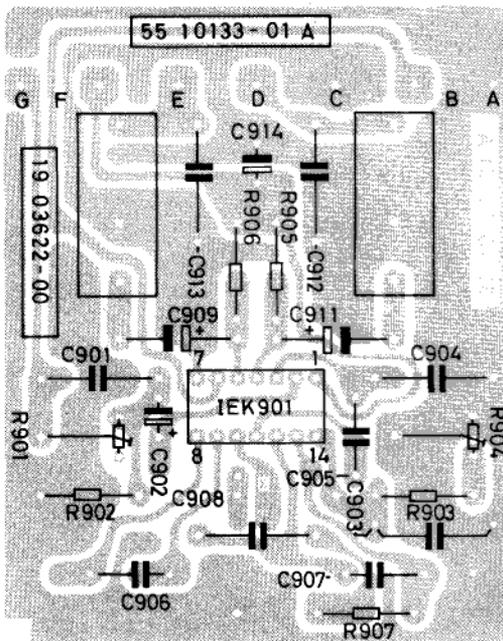 55 10133-01 A
G F E D C B A
C914
19 03622-00
R906
R905
C913
C912
C909
+
C911
+
7
1
C901
C904
IEK901
R901
R904
C902
+
8
14
C908
C905
C903
R902
R903
C906
C907
R907